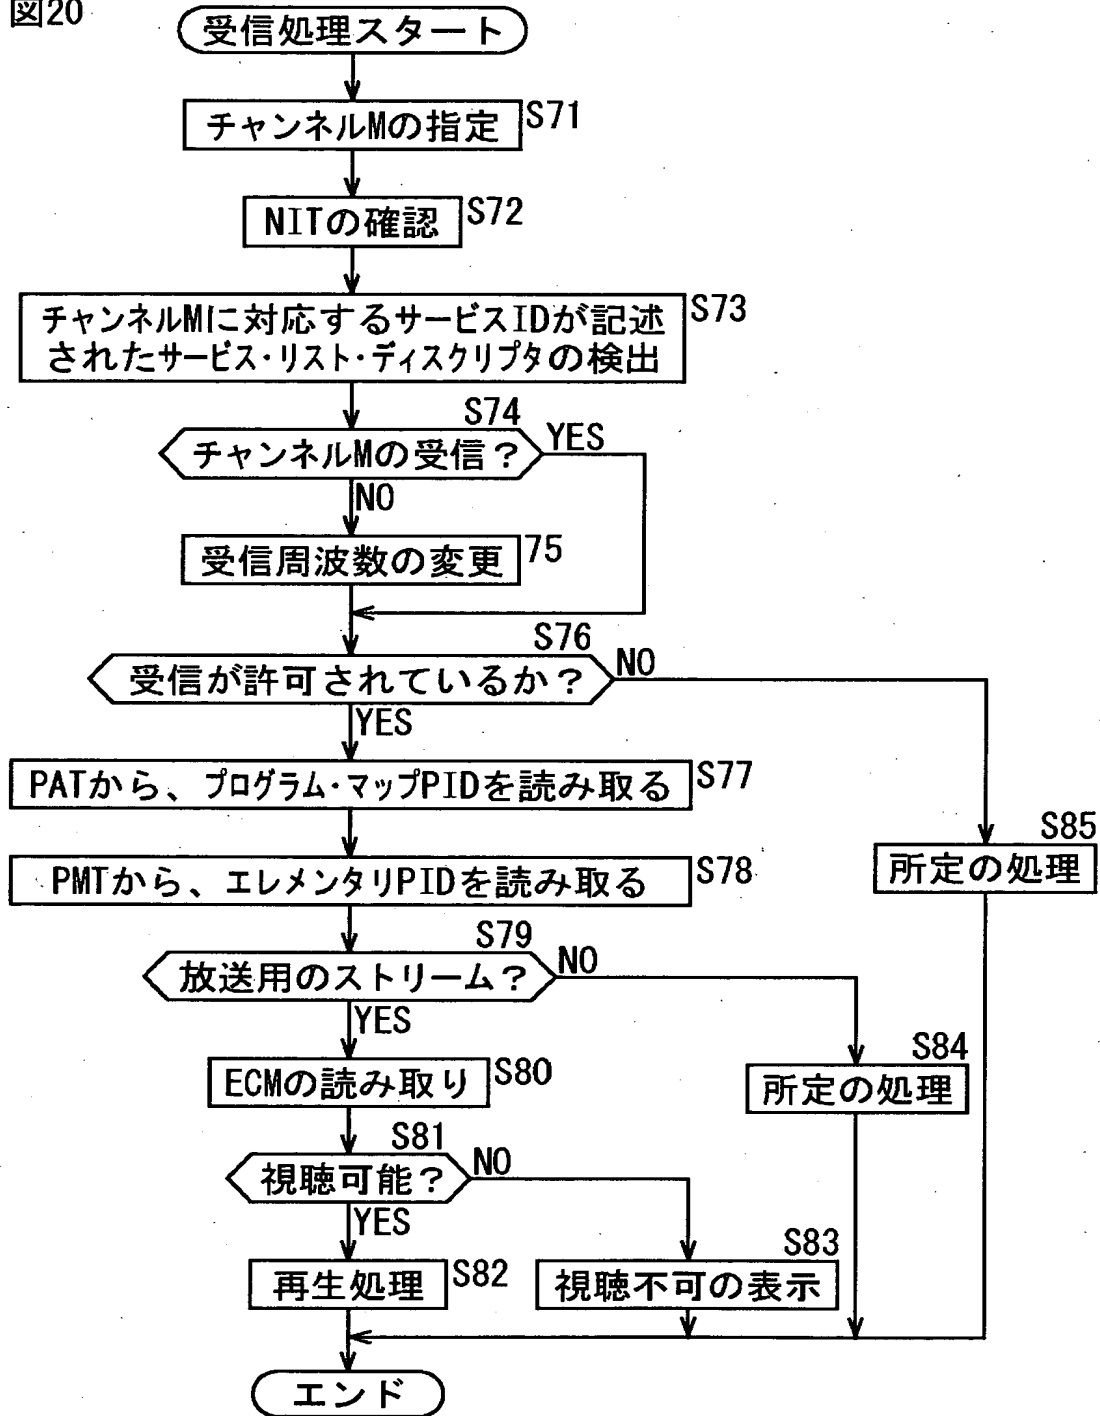 図20
受信処理スタート
チャンネルMの指定
S71
NITの確認
S72
チャンネルMに対応するサービスIDが記述
されたサービス・リスト・ディスクリプタの検出
S73
S74
チャンネルMの受信?
YES
NO
受信周波数の変更
75
S76
受信が許可されているか?
NO
YES
PATから、プログラム・マップPIDを読み取る
S77
PMTから、エレメンタリPIDを読み取る
S78
S85
所定の処理
S79
放送用のストリーム?
NO
YES
ECMの読み取り
S80
S84
所定の処理
S81
視聴可能?
NO
YES
再生処理
S82
S83
視聴不可の表示
エンド